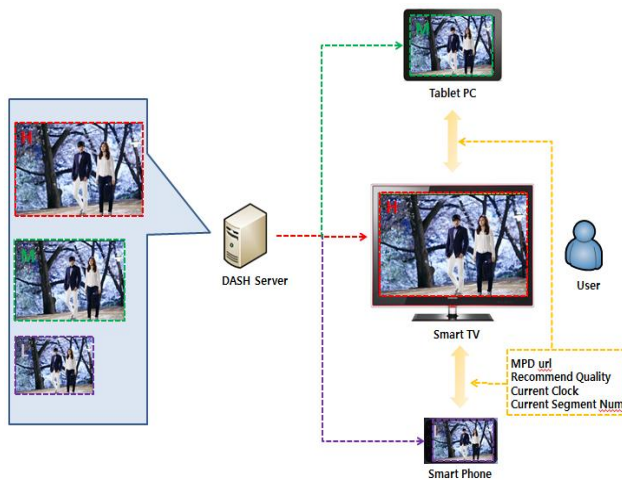 M
Tablet PC
H
M
DASH Server
H
User
Smart TV
MPD url
Recommend Quality
Current Clock
Current Segment Num
Smart Phone